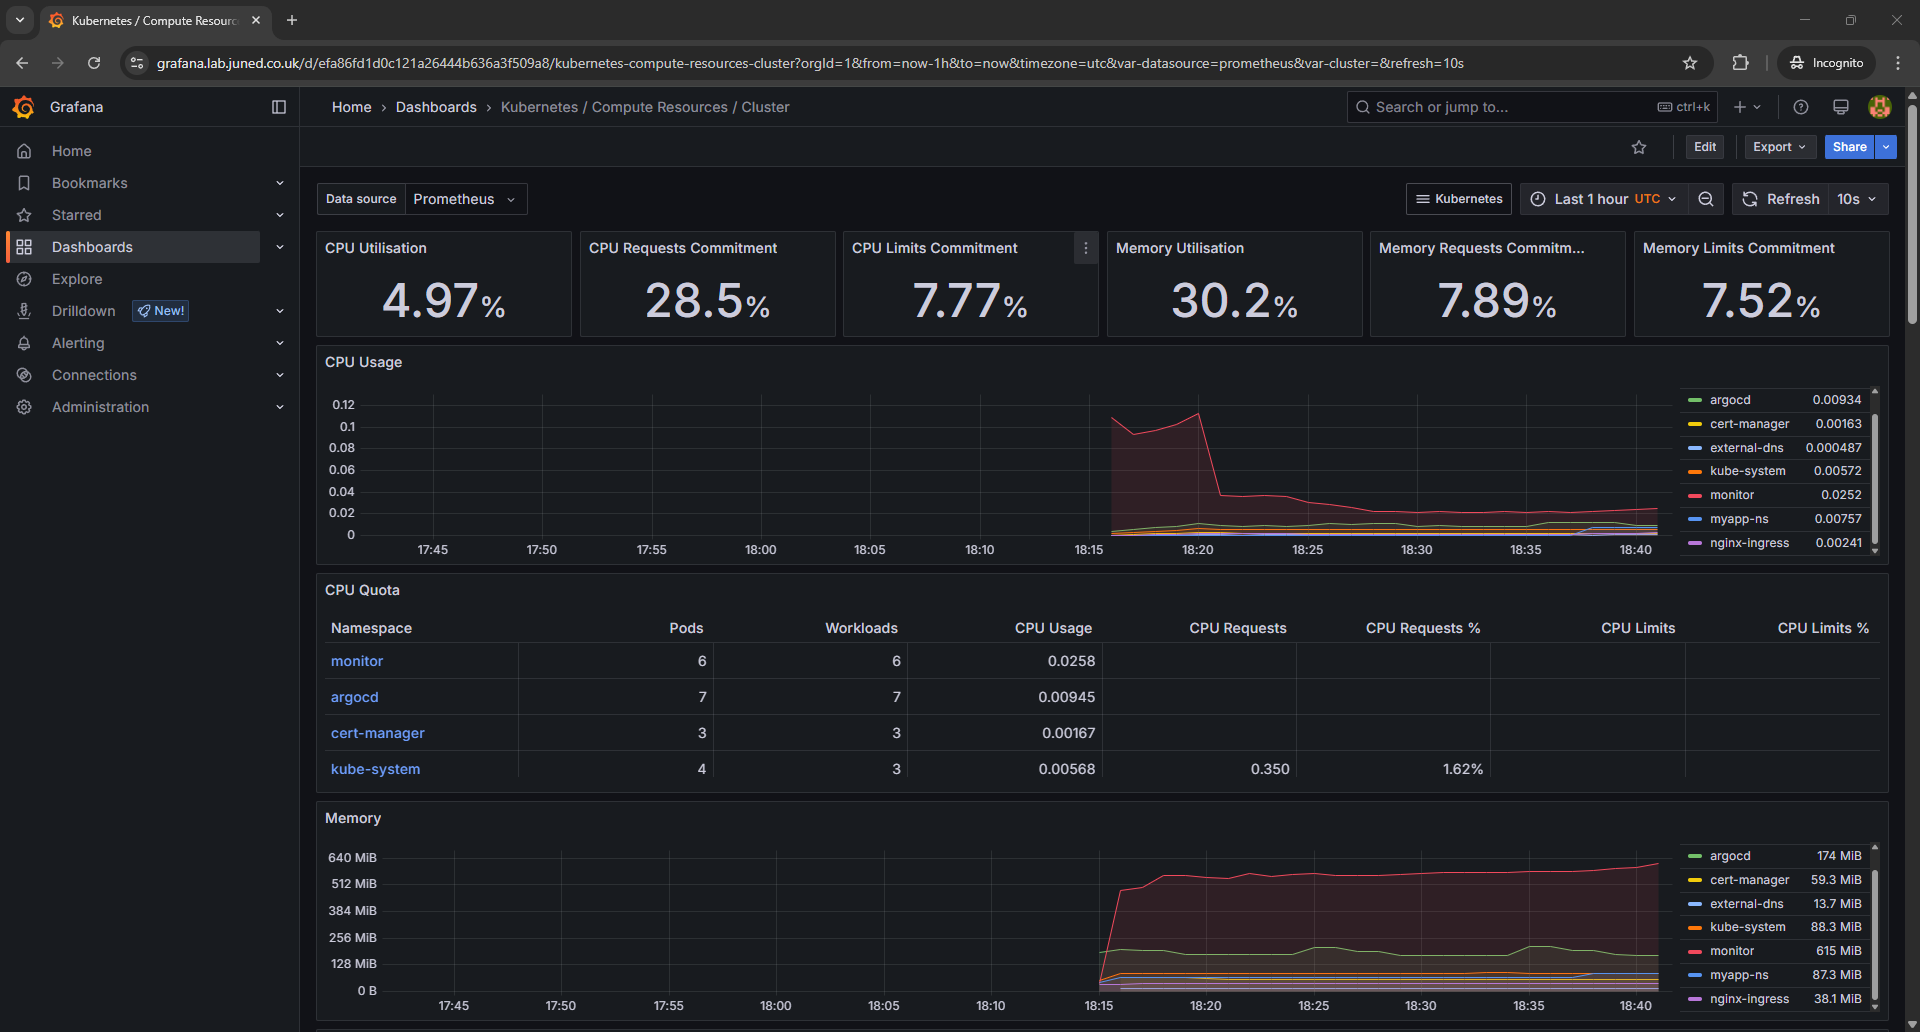 Kubernetes / Compute Resourc
grafana.lab.juned.co.uk/d/efa86fd1d0c121a26444b636a3f509a8/kubernetes-compute-resources-cluster?orgId=1&from=now-1h&to=now&timezone=utc&var-datasource=prometheus&var-cluster=&refresh=10s
Incognito
Grafana
Home › Dashboards › Kubernetes / Compute Resources / Cluster
Search or jump to...
ctrl+k
Home
Bookmarks
Starred
Dashboards
Explore
Drilldown New!
Alerting
Connections
Administration
Edit
Export
Share
Data source Prometheus
Kubernetes
Last 1 hour UTC
Refresh 10s
CPU Utilisation
4.97%
CPU Requests Commitment
28.5%
CPU Limits Commitment
7.77%
Memory Utilisation
30.2%
Memory Requests Commitm...
7.89%
Memory Limits Commitment
7.52%
CPU Usage
0.12
0.1
0.08
0.06
0.04
0.02
0
17:45 17:50 17:55 18:00 18:05 18:10 18:15 18:20 18:25 18:30 18:35 18:40
argocd 0.00934
cert-manager 0.00163
external-dns 0.000487
kube-system 0.00572
monitor 0.0252
myapp-ns 0.00757
nginx-ingress 0.00241
CPU Quota
Namespace Pods Workloads CPU Usage CPU Requests CPU Requests % CPU Limits CPU Limits %
monitor 6 6 0.0258
argocd 7 7 0.00945
cert-manager 3 3 0.00167
kube-system 4 3 0.00568 0.350 1.62%
Memory
640 MiB
512 MiB
384 MiB
256 MiB
128 MiB
0 B
17:45 17:50 17:55 18:00 18:05 18:10 18:15 18:20 18:25 18:30 18:35 18:40
argocd 174 MiB
cert-manager 59.3 MiB
external-dns 13.7 MiB
kube-system 88.3 MiB
monitor 615 MiB
myapp-ns 87.3 MiB
nginx-ingress 38.1 MiB